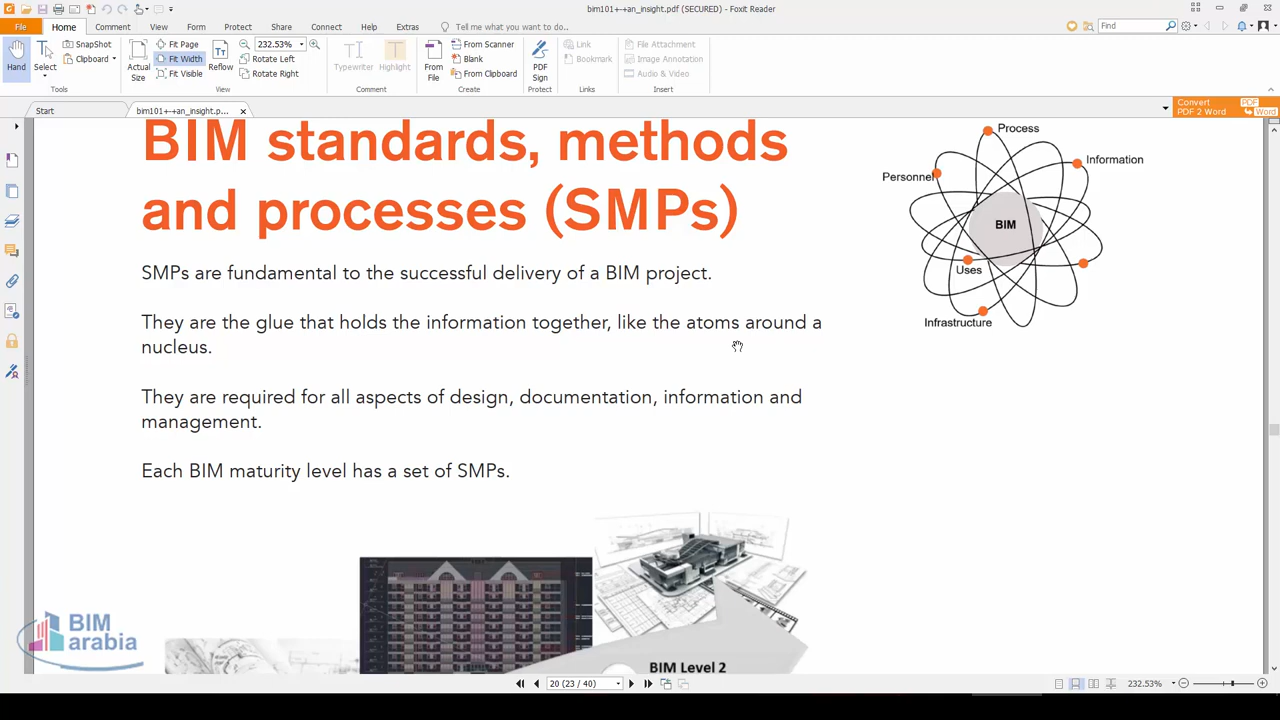 bim101+-+an_insight.pdf (SECURED) - Foxit Reader
File Home Comment View Form Protect Share Connect Help Extras Tell me what you want to do... Find
Hand Select SnapShot Clipboard Actual Size Fit Page Fit Width Fit Visible Reflow 232.53% Rotate Left Rotate Right Typewriter Highlight From File From Scanner Blank From Clipboard PDF Sign Link Bookmark File Attachment Image Annotation Audio & Video
Tools View Comment Create Protect Links Insert
Start bim101+-+an_insight.p... Convert PDF 2 Word PDF Word
BIM standards, methods
and processes (SMPs)
Process
Information
Personnel
BIM
Uses
Infrastructure
SMPs are fundamental to the successful delivery of a BIM project.
They are the glue that holds the information together, like the atoms around a
nucleus.
They are required for all aspects of design, documentation, information and
management.
Each BIM maturity level has a set of SMPs.
BIM Level 2
BIM
arabia
20 (23 / 40) 232.53%